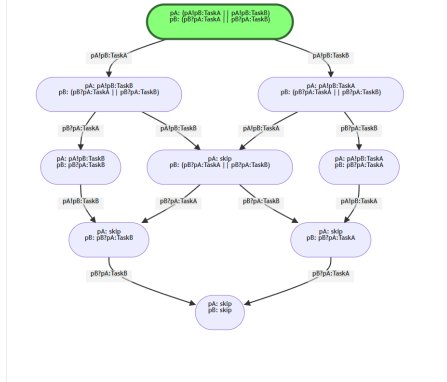 pA: (pA!pB:TaskA || pA!pB:TaskB)
pB: (pB?pA:TaskA || pB?pA:TaskB)
pA!pB:TaskA
pA!pB:TaskB
pA: pA!pB:TaskB
pB: (pB?pA:TaskA || pB?pA:TaskB)
pA: pA!pB:TaskA
pB: (pB?pA:TaskA || pB?pA:TaskB)
pB?pA:TaskA
pA!pB:TaskB
pA!pB:TaskA
pB?pA:TaskB
pA: pA!pB:TaskB
pB: pB?pA:TaskB
pA: skip
pB: (pB?pA:TaskA || pB?pA:TaskB)
pA: pA!pB:TaskA
pB: pB?pA:TaskA
pA!pB:TaskB
pB?pA:TaskA
pB?pA:TaskB
pA!pB:TaskA
pA: skip
pB: pB?pA:TaskB
pA: skip
pB: pB?pA:TaskA
pB?pA:TaskB
pB?pA:TaskA
pA: skip
pB: skip